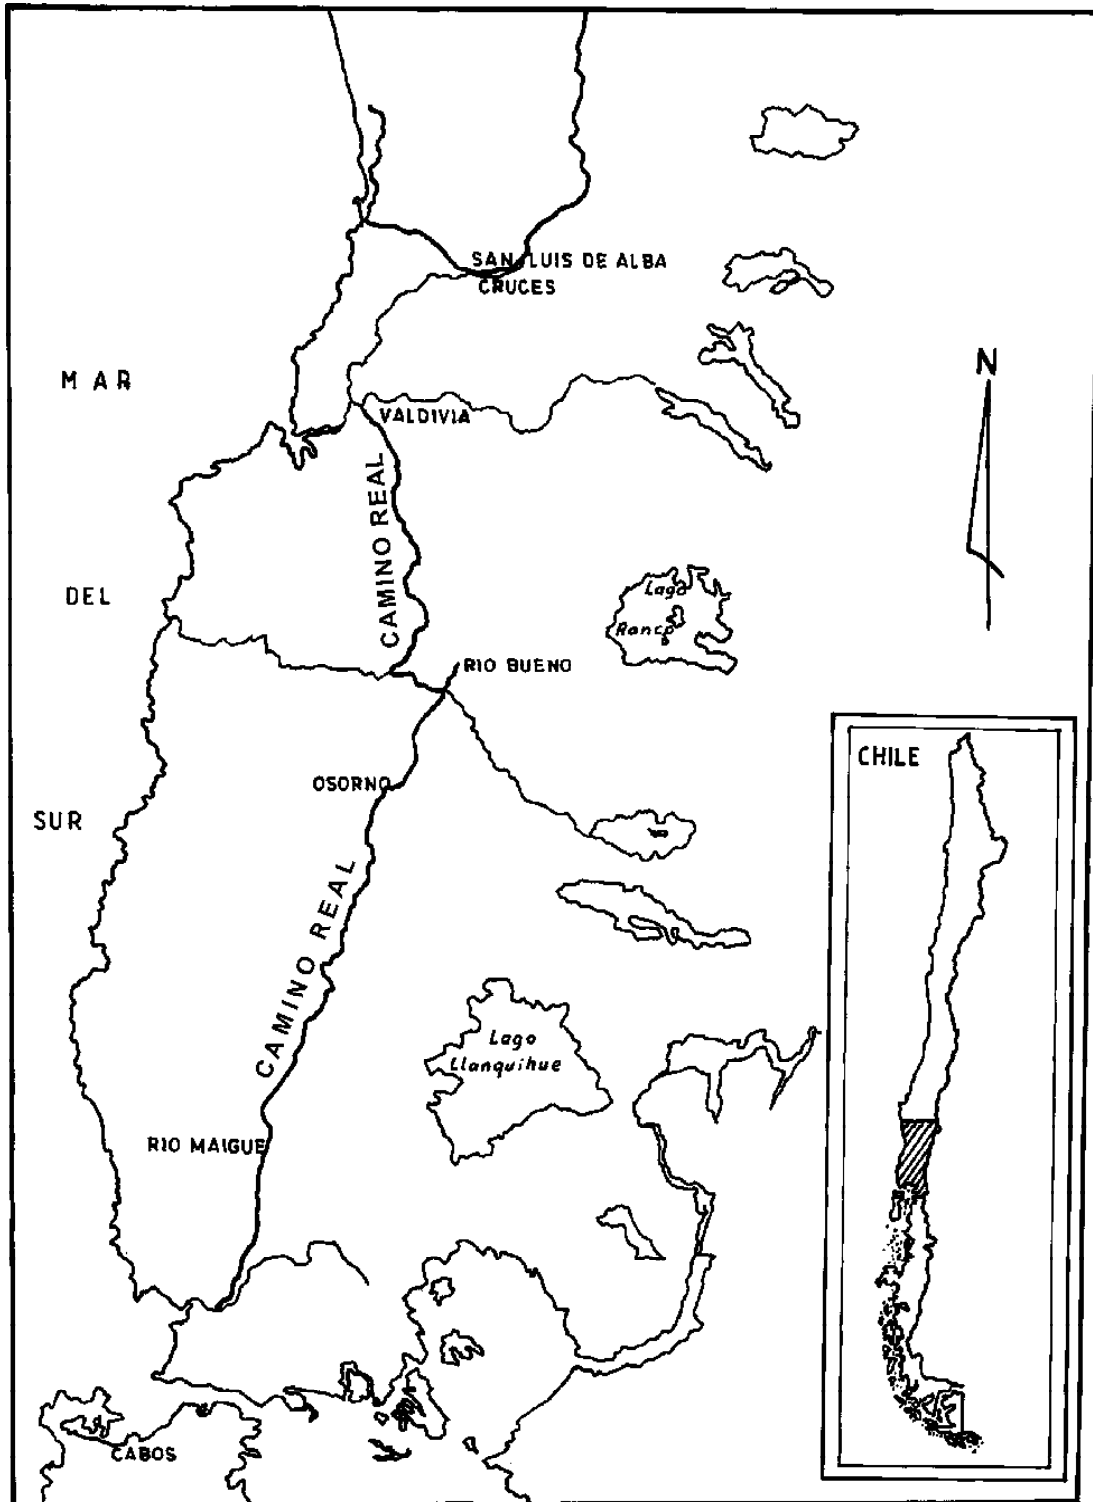 SAN LUIS DE ALBA
CRUCES
MAR
N
VALDIVIA
CAMINO REAL
DEL
Lago
Ranco
RIO BUENO
CHILE
OSORNO
SUR
CAMINO REAL
Lago
Llanquihue
RIO MAIGUE
CABOS